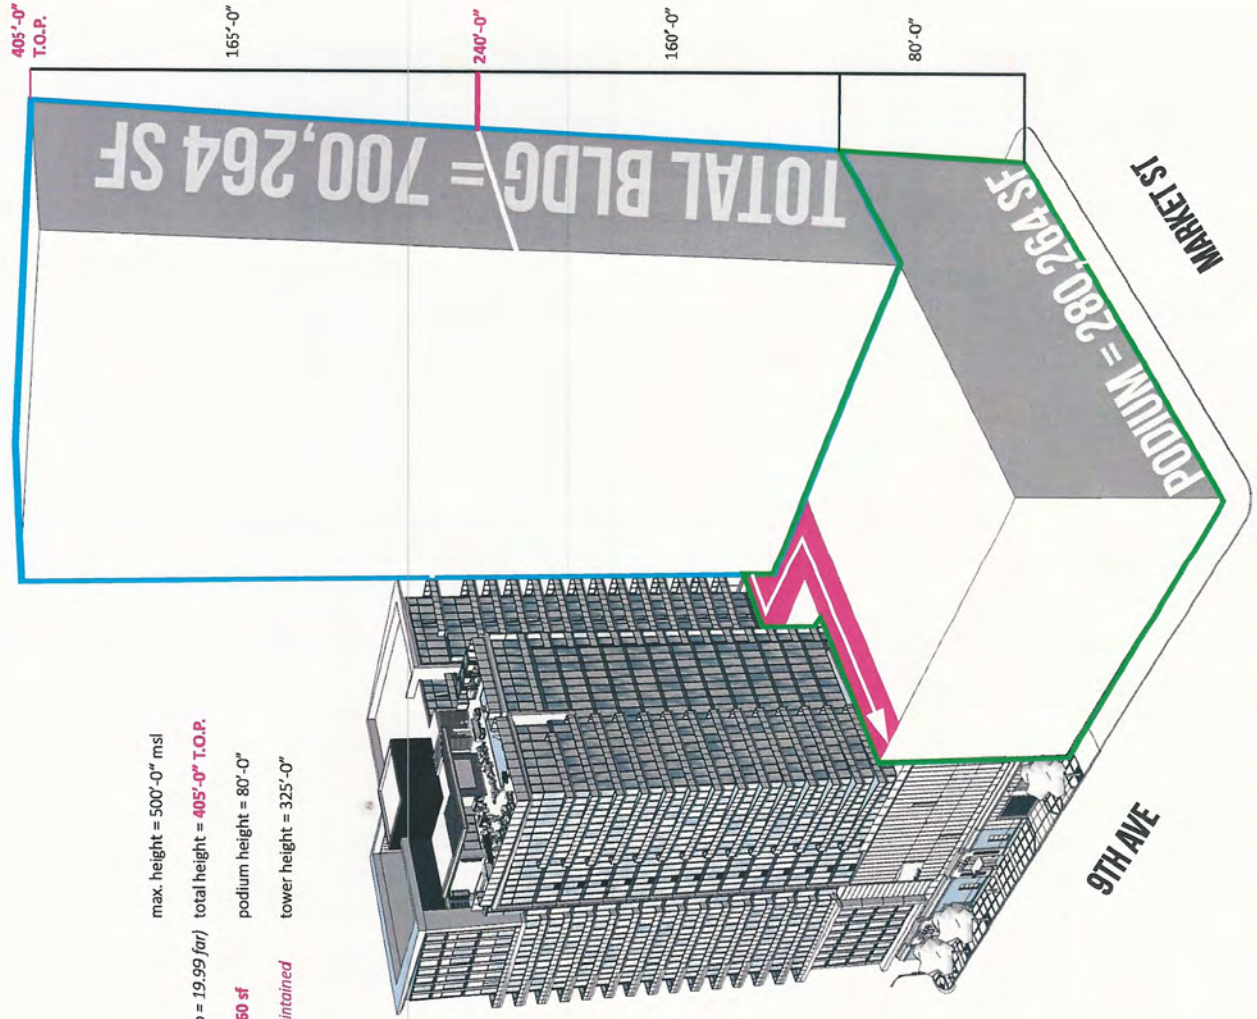 405'-0"
T.O.P.
165'-0"
240'-0"
160'-0"
80'-0"
TOTAL BLDG = 700,264 SF
PODIUM = 280,264 SF
MARKET ST
9TH AVE
max. height = 500'-0" msl
= 19.99 far) total height = 405'-0" T.O.P.
60 sf podium height = 80'-0"
tower height = 325'-0"